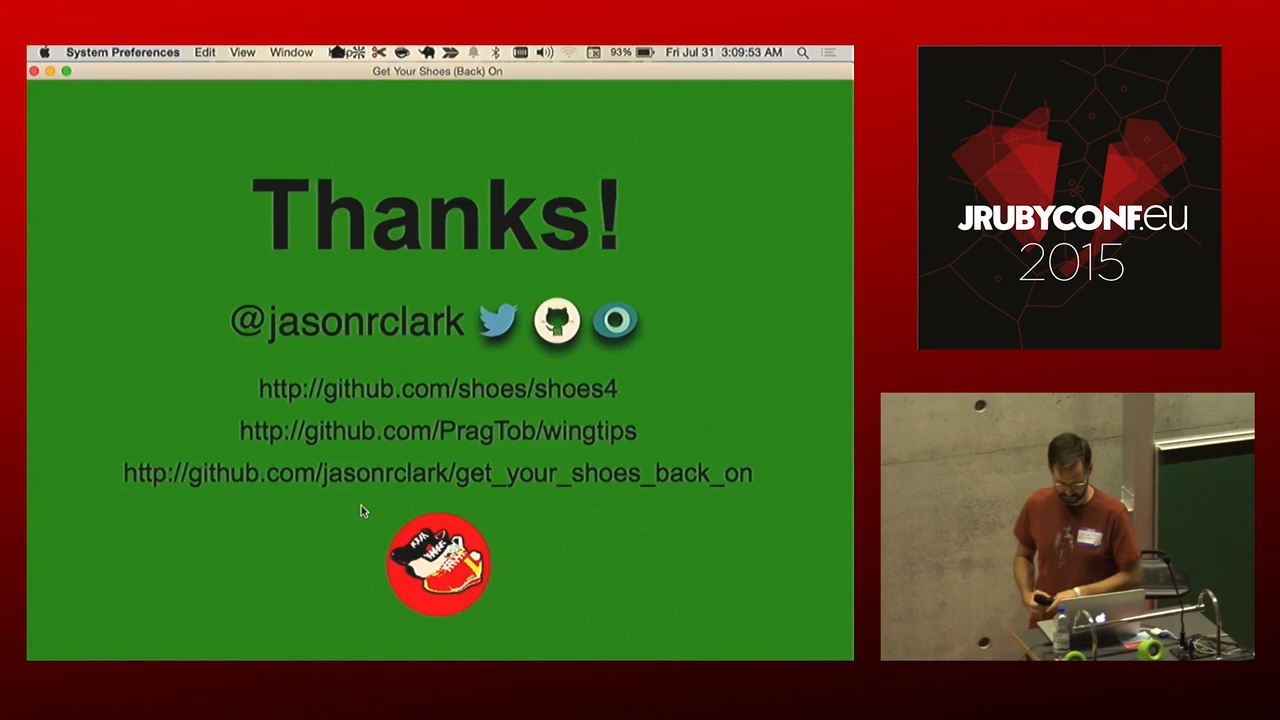 System Preferences Edit View Window 93% Fri Jul 31 3:09:53 AM
Get Your Shoes (Back) On
Thanks!
@jasonrclark
http://github.com/shoes/shoes4
http://github.com/PragTob/wingtips
http://github.com/jasonrclark/get_your_shoes_back_on
JRUBYCONF.eu
2015